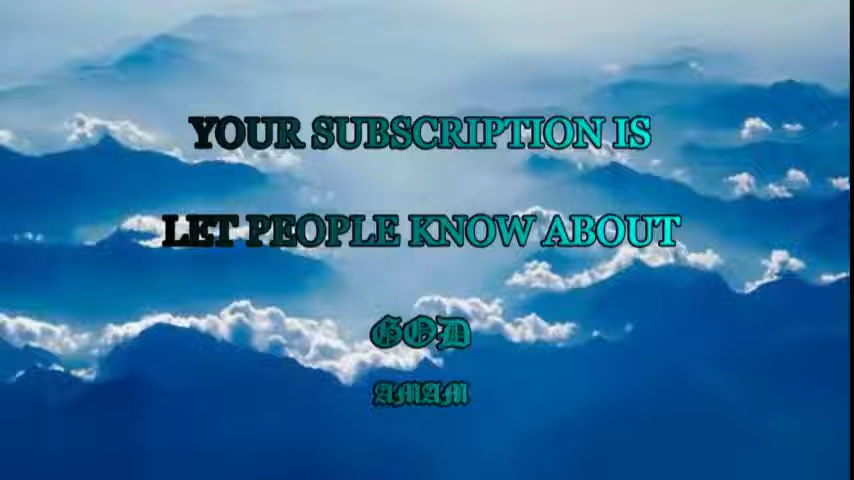 YOUR SUBSCRIPTION IS
LET PEOPLE KNOW ABOUT
GOD
AMAM